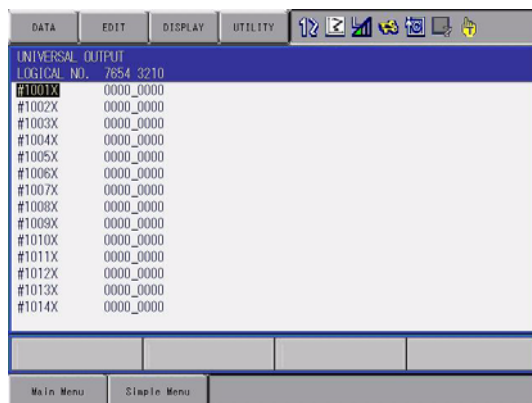 DATA EDIT DISPLAY UTILITY
UNIVERSAL OUTPUT
LOGICAL NO. 7654 3210
#1001X 0000_0000
#1002X 0000_0000
#1003X 0000_0000
#1004X 0000_0000
#1005X 0000_0000
#1006X 0000_0000
#1007X 0000_0000
#1008X 0000_0000
#1009X 0000_0000
#1010X 0000_0000
#1011X 0000_0000
#1012X 0000_0000
#1013X 0000_0000
#1014X 0000_0000
Main Menu Simple Menu